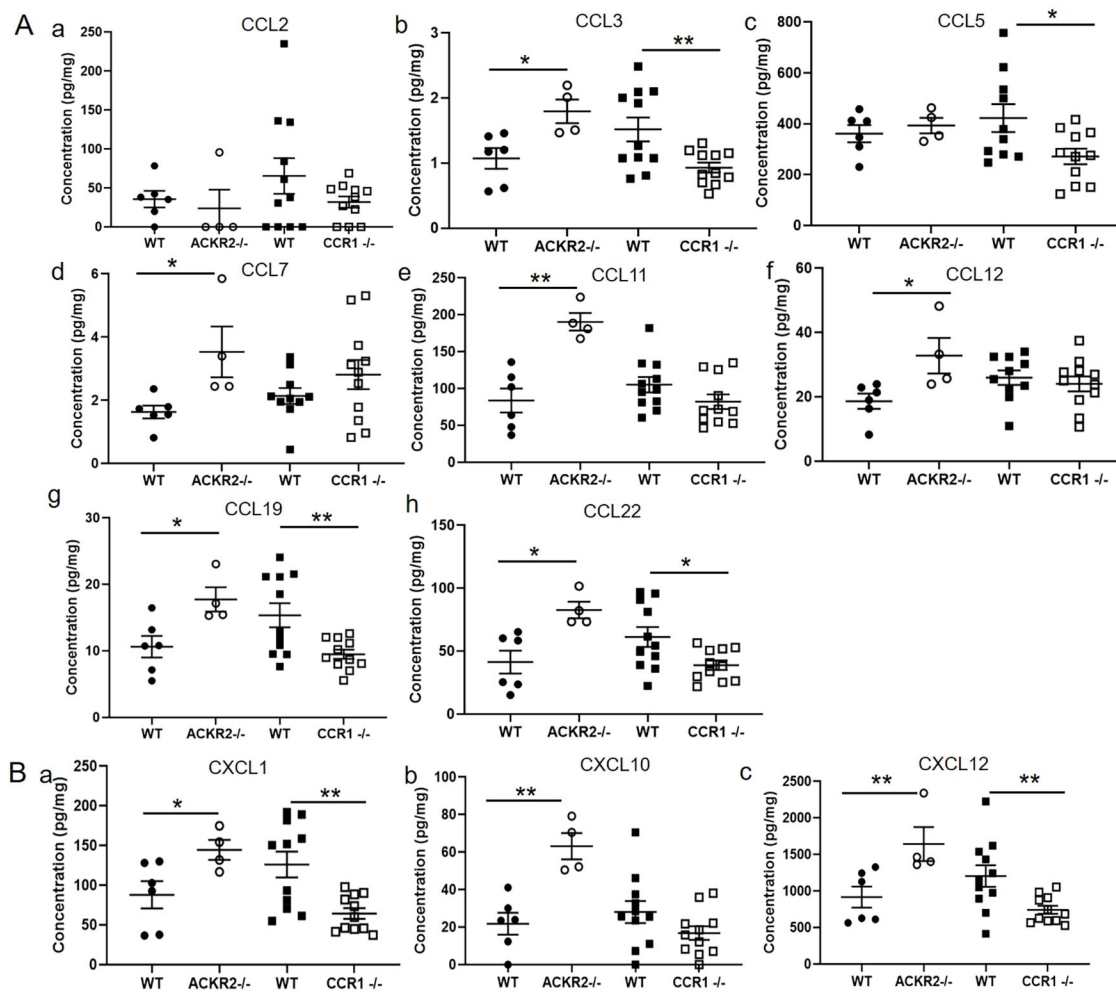 A
a
CCL2
Concentration (pg/mg)
250
200
150
100
50
0
WT ACKR2-/- WT CCR1 -/-
b
CCL3
Concentration (pg/mg)
* **
3
2
1
0
WT ACKR2-/- WT CCR1 -/-
c
CCL5
Concentration (pg/mg)
*
800
600
400
200
0
WT ACKR2-/- WT CCR1 -/-
d
CCL7
Concentration (pg/mg)
*
6
4
2
0
WT ACKR2-/- WT CCR1 -/-
e
CCL11
Concentration (pg/mg)
**
250
200
150
100
50
0
WT ACKR2-/- WT CCR1 -/-
f
CCL12
Concentration (pg/mg)
*
60
40
20
0
WT ACKR2-/- WT CCR1 -/-
g
CCL19
Concentration (pg/mg)
* **
30
20
10
0
WT ACKR2-/- WT CCR1 -/-
h
CCL22
Concentration (pg/mg)
* *
150
100
50
0
WT ACKR2-/- WT CCR1 -/-
B
a
CXCL1
Concentration (pg/mg)
* **
250
200
150
100
50
0
WT ACKR2-/- WT CCR1 -/-
b
CXCL10
Concentration (pg/mg)
**
100
80
60
40
20
0
WT ACKR2-/- WT CCR1 -/-
c
CXCL12
Concentration (pg/mg)
** **
2500
2000
1500
1000
500
0
WT ACKR2-/- WT CCR1 -/-